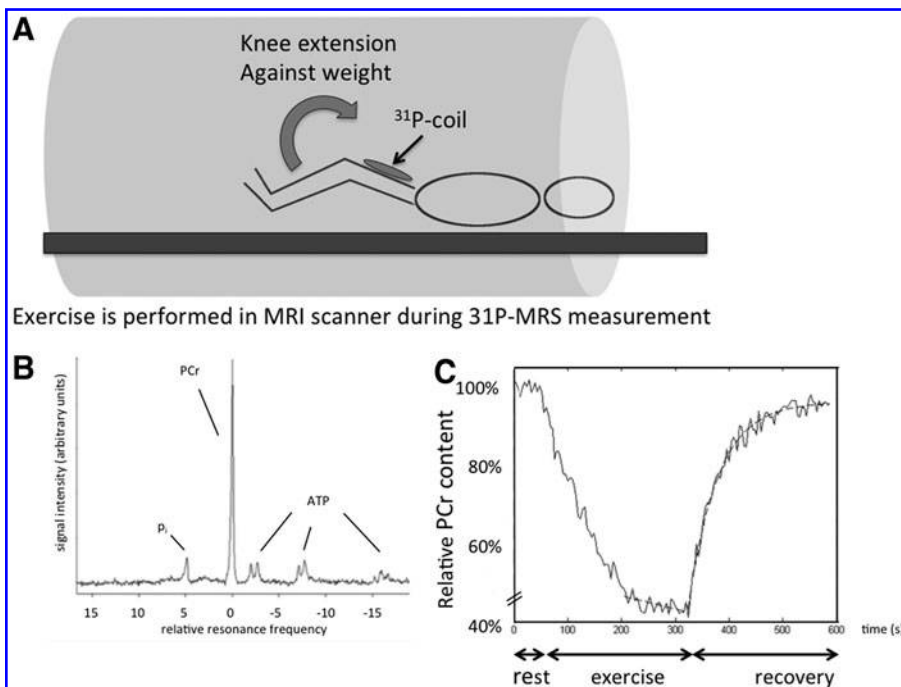 A
Knee extension
Against weight
³¹P-coil
Exercise is performed in MRI scanner during 31P-MRS measurement
B
signal intensity (arbitrary units)
PCr
ATP
Pi
15 10 5 0 -5 -10 -15
relative resonance frequency
C
Relative PCr content
100%
80%
60%
40%
0 100 200 300 400 500 600 time (s)
rest exercise recovery